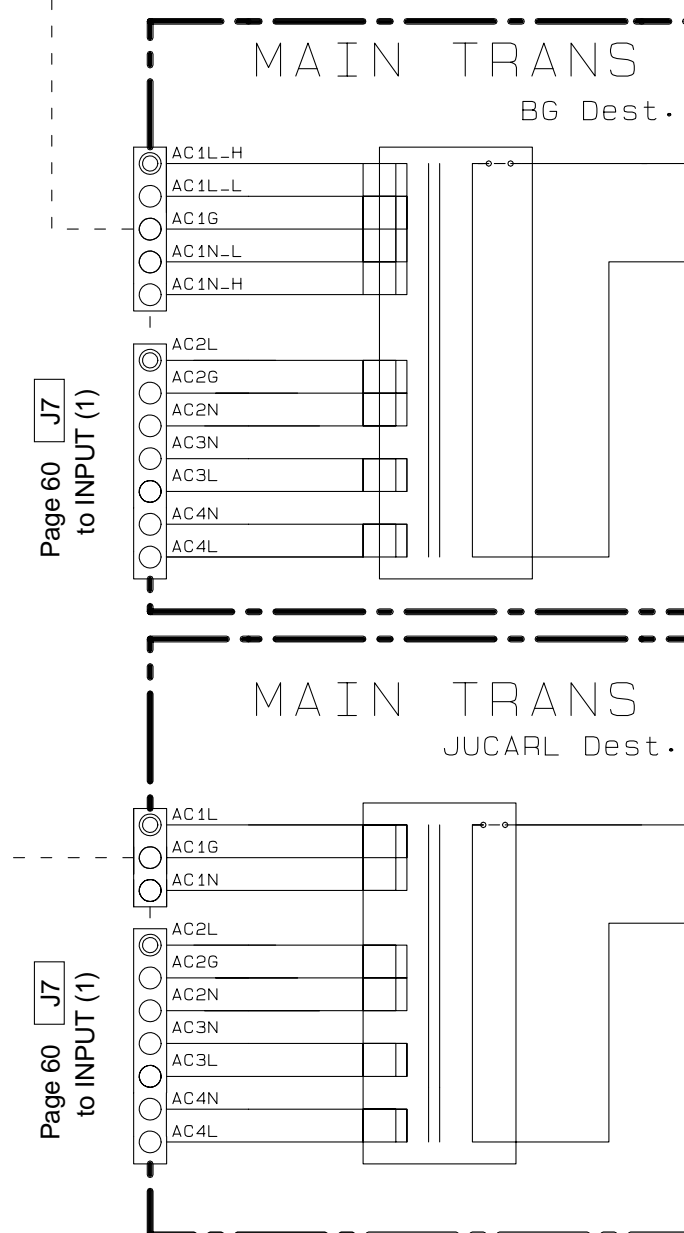 MAIN TRANS
BG Dest.
AC1L_H
AC1L_L
AC1G
AC1N_L
AC1N_H
AC2L
AC2G
AC2N
AC3N
AC3L
AC4N
AC4L
Page 60 J7
to INPUT (1)
MAIN TRANS
JUCARL Dest.
AC1L
AC1G
AC1N
AC2L
AC2G
AC2N
AC3N
AC3L
AC4N
AC4L
Page 60 J7
to INPUT (1)